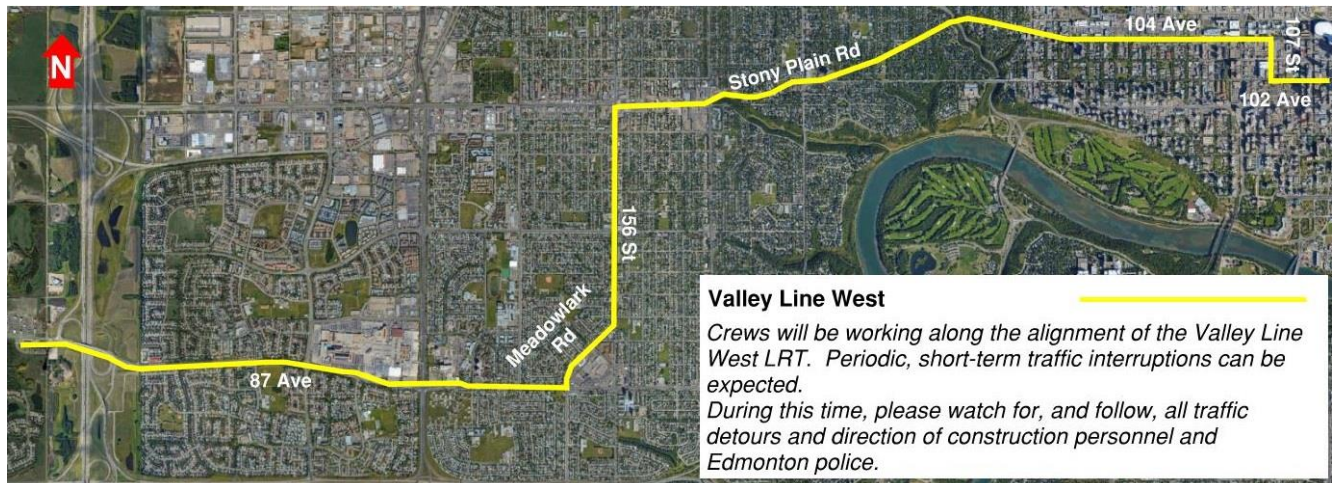 N
104 Ave
107 St
Stony Plain Rd
102 Ave
156 St
Meadowlark
Rd
87 Ave
Valley Line West
Crews will be working along the alignment of the Valley Line
West LRT.  Periodic, short-term traffic interruptions can be
expected.
During this time, please watch for, and follow, all traffic
detours and direction of construction personnel and
Edmonton police.